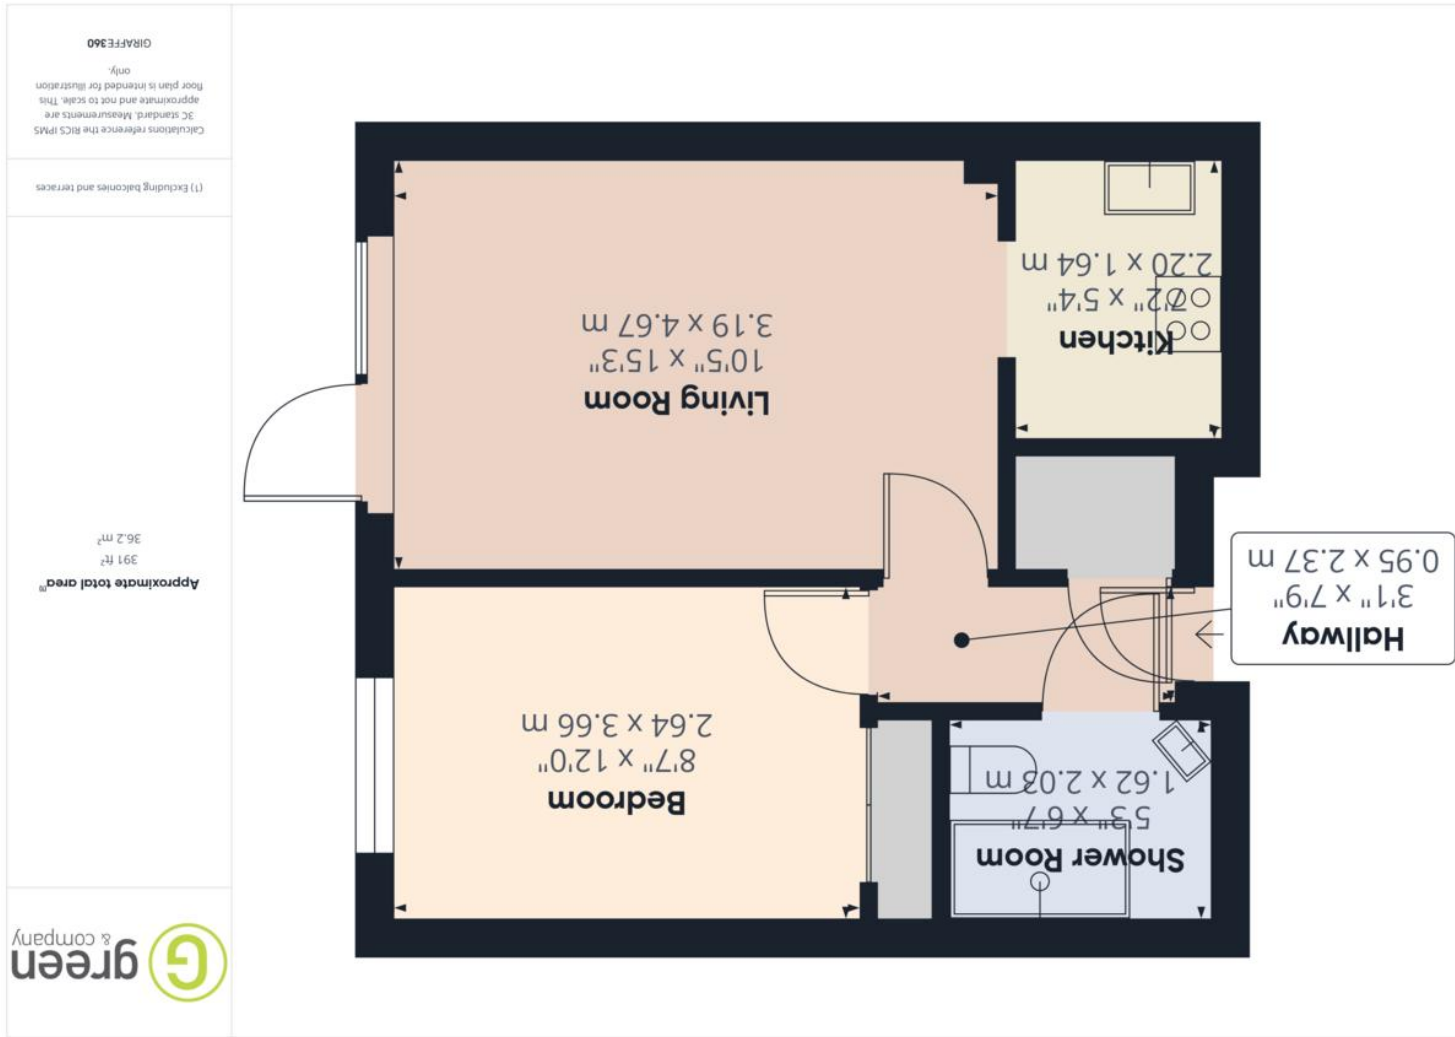 G green
& company
Approximate total area⁽¹⁾
391 ft²
36.2 m²
(1) Excluding balconies and terraces
Calculations reference the RICS IPMS
3C standard. Measurements are
approximate and not to scale. This
floor plan is intended for illustration
only.
GIRAFFE360
Shower Room
5'3" x 6'7"
1.62 x 2.03 m
Bedroom
8'7" x 12'0"
2.64 x 3.66 m
Hallway
3'1" x 7'9"
0.95 x 2.37 m
Living Room
10'5" x 15'3"
3.19 x 4.67 m
Kitchen
7'2" x 5'4"
2.20 x 1.64 m